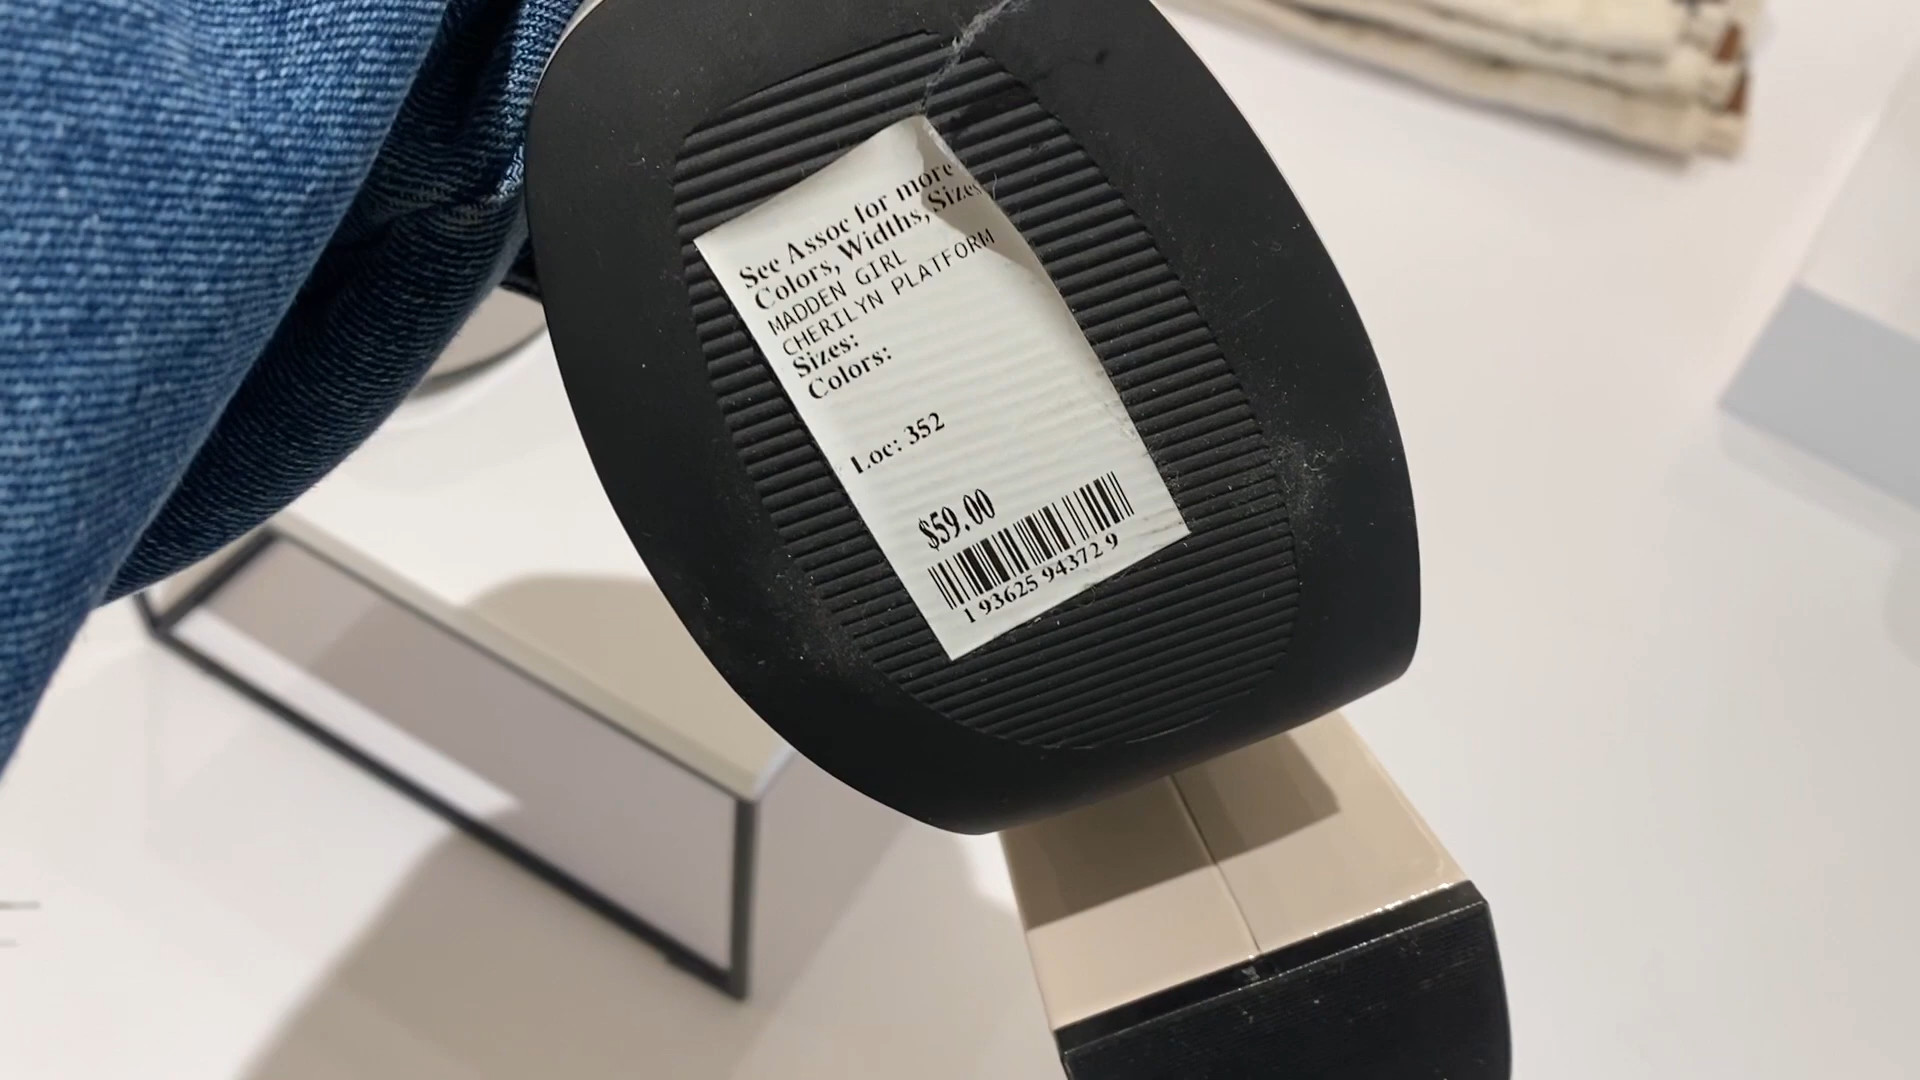 See Assoc for more
Colors, Widths, Sizes
MADDEN GIRL
CHERILYN PLATFORM
Sizes:
Colors:
Loc: 352
$59.00
1 93625 94372 9